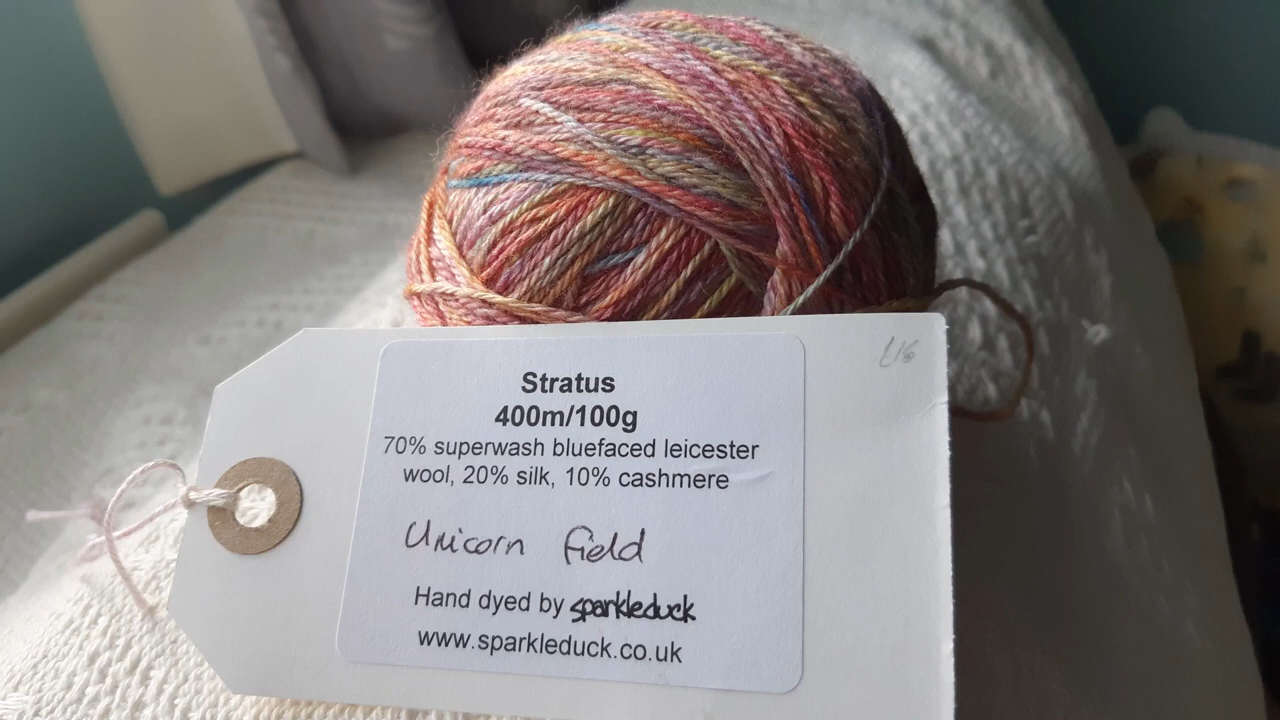 £16
Stratus
400m/100g
70% superwash bluefaced leicester
wool, 20% silk, 10% cashmere
Unicorn Field
Hand dyed by sparkleduck
www.sparkleduck.co.uk